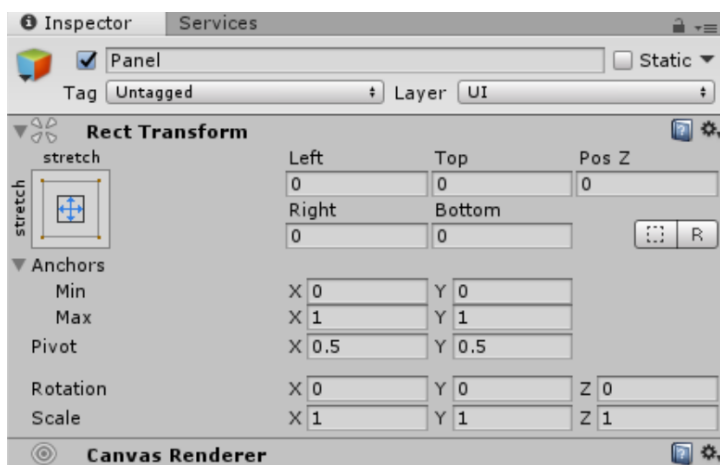 Inspector Services
Panel Static
Tag Untagged Layer UI
Rect Transform
stretch Left Top Pos Z
stretch
0 0 0
Right Bottom
0 0 R
Anchors
Min X 0 Y 0
Max X 1 Y 1
Pivot X 0.5 Y 0.5
Rotation X 0 Y 0 Z 0
Scale X 1 Y 1 Z 1
Canvas Renderer